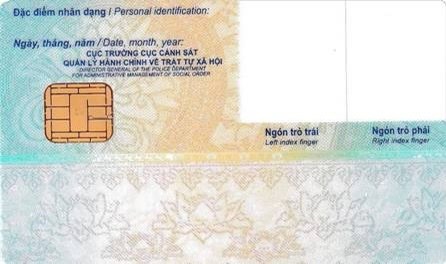 Đặc điểm nhân dạng / Personal identification:
Ngày, tháng, năm / Date, month, year:
CỤC TRƯỞNG CỤC CẢNH SÁT
QUẢN LÝ HÀNH CHÍNH VỀ TRẬT TỰ XÃ HỘI
DIRECTOR GENERAL OF THE POLICE DEPARTMENT
FOR ADMINISTRATIVE MANAGEMENT OF SOCIAL ORDER
Ngón trỏ trái
Left index finger
Ngón trỏ phải
Right index finger